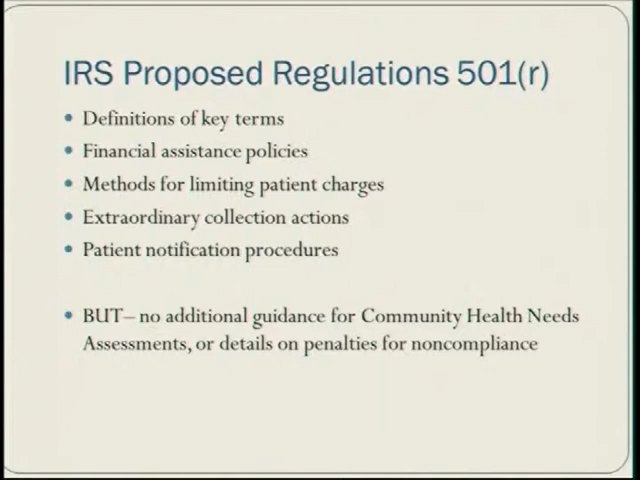 IRS Proposed Regulations 501(r)
• Definitions of key terms
• Financial assistance policies
• Methods for limiting patient charges
• Extraordinary collection actions
• Patient notification procedures
• BUT– no additional guidance for Community Health Needs
Assessments, or details on penalties for noncompliance